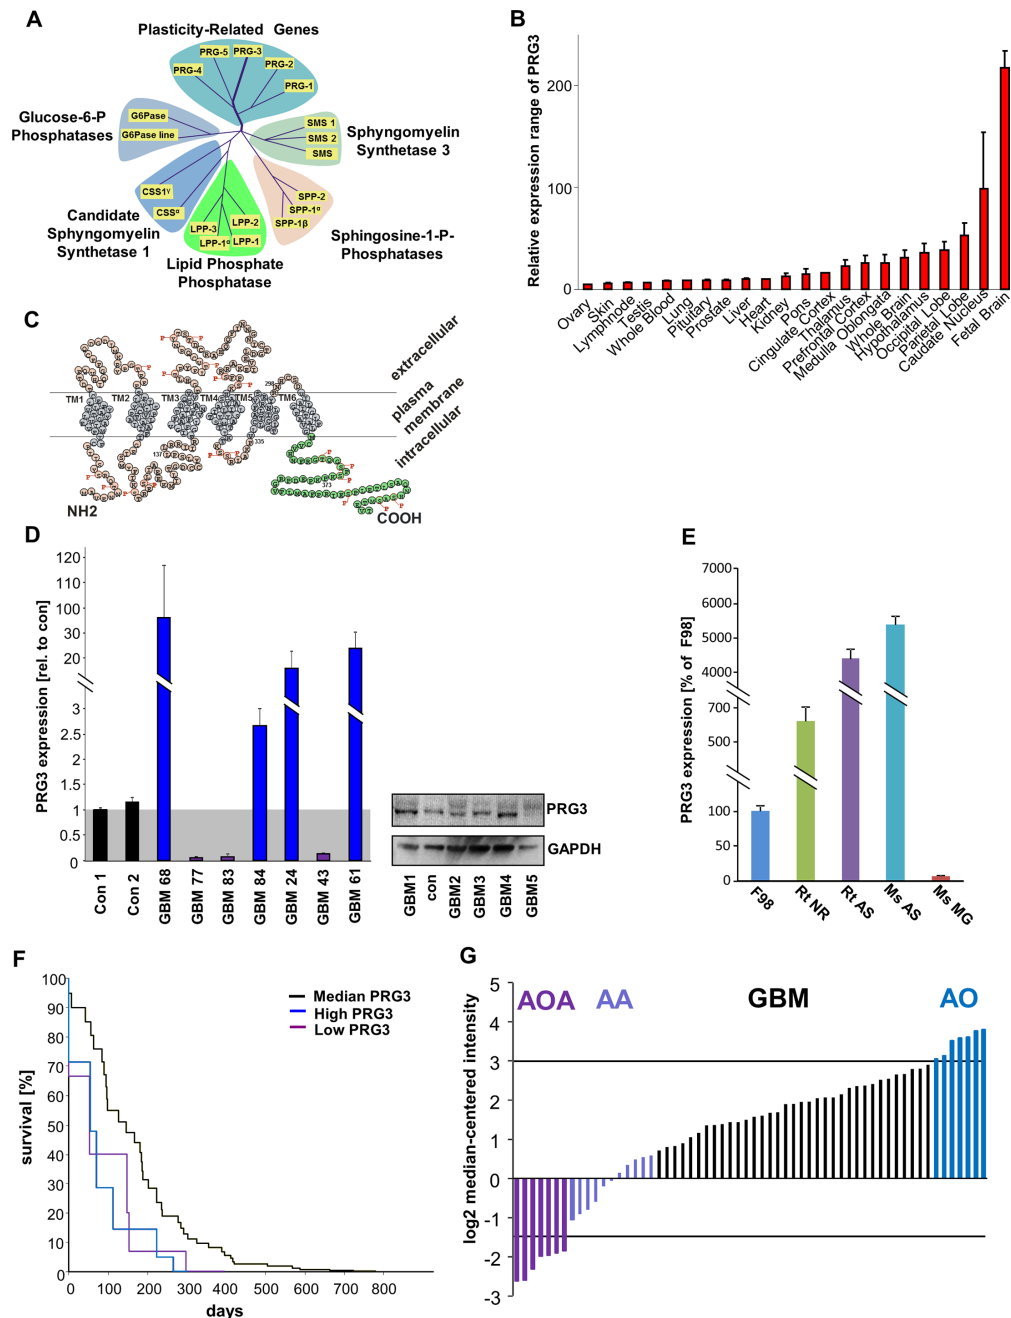 A
Plasticity-Related Genes
PRG-5
PRG-3
PRG-4
PRG-2
PRG-1
Glucose-6-P
Phosphatases
G6Pase
G6Pase line
SMS 1
SMS 2
SMS
Sphyngomyelin
Synthetase 3
CSS1γ
CSSα
Candidate
Sphyngomyelin
Synthetase 1
LPP-3
LPP-2
LPP-1α
LPP-1
Lipid Phosphate
Phosphatase
SPP-2
SPP-1α
SPP-1β
Sphingosine-1-P-
Phosphatases
B
Relative expression range of PRG3
200
100
0
Ovary
Skin
Lymphnode
Testis
Whole Blood
Lung
Pituitary
Prostate
Liver
Heart
Kidney
Pons
Cingulate Cortex
Thalamus
Prefrontal Cortex
Medulla Oblongata
Whole Brain
Hypothalamus
Occipital Lobe
Parietal Lobe
Caudate Nucleus
Fetal Brain
C
extracellular
plasma
membrane
intracellular
TM1
TM2
TM3
TM4
TM5
TM6
298
137
335
373
NH2
COOH
D
PRG3 expression [rel. to con]
120
110
100
30
20
3
2.5
2
1.5
1
0.5
0
Con 1
Con 2
GBM 68
GBM 77
GBM 83
GBM 84
GBM 24
GBM 43
GBM 61
PRG3
GAPDH
GBM1
con
GBM2
GBM3
GBM4
GBM5
E
PRG3 expression [% of F98]
7000
6000
5000
4000
700
500
100
50
0
F98
Rt NR
Rt AS
Ms AS
Ms MG
F
survival [%]
100
90
80
70
60
50
40
30
20
10
0
Median PRG3
High PRG3
Low PRG3
0 100 200 300 400 500 600 700 800
days
G
log2 median-centered intensity
5
4
3
2
1
0
-1
-2
-3
AOA
AA
GBM
AO